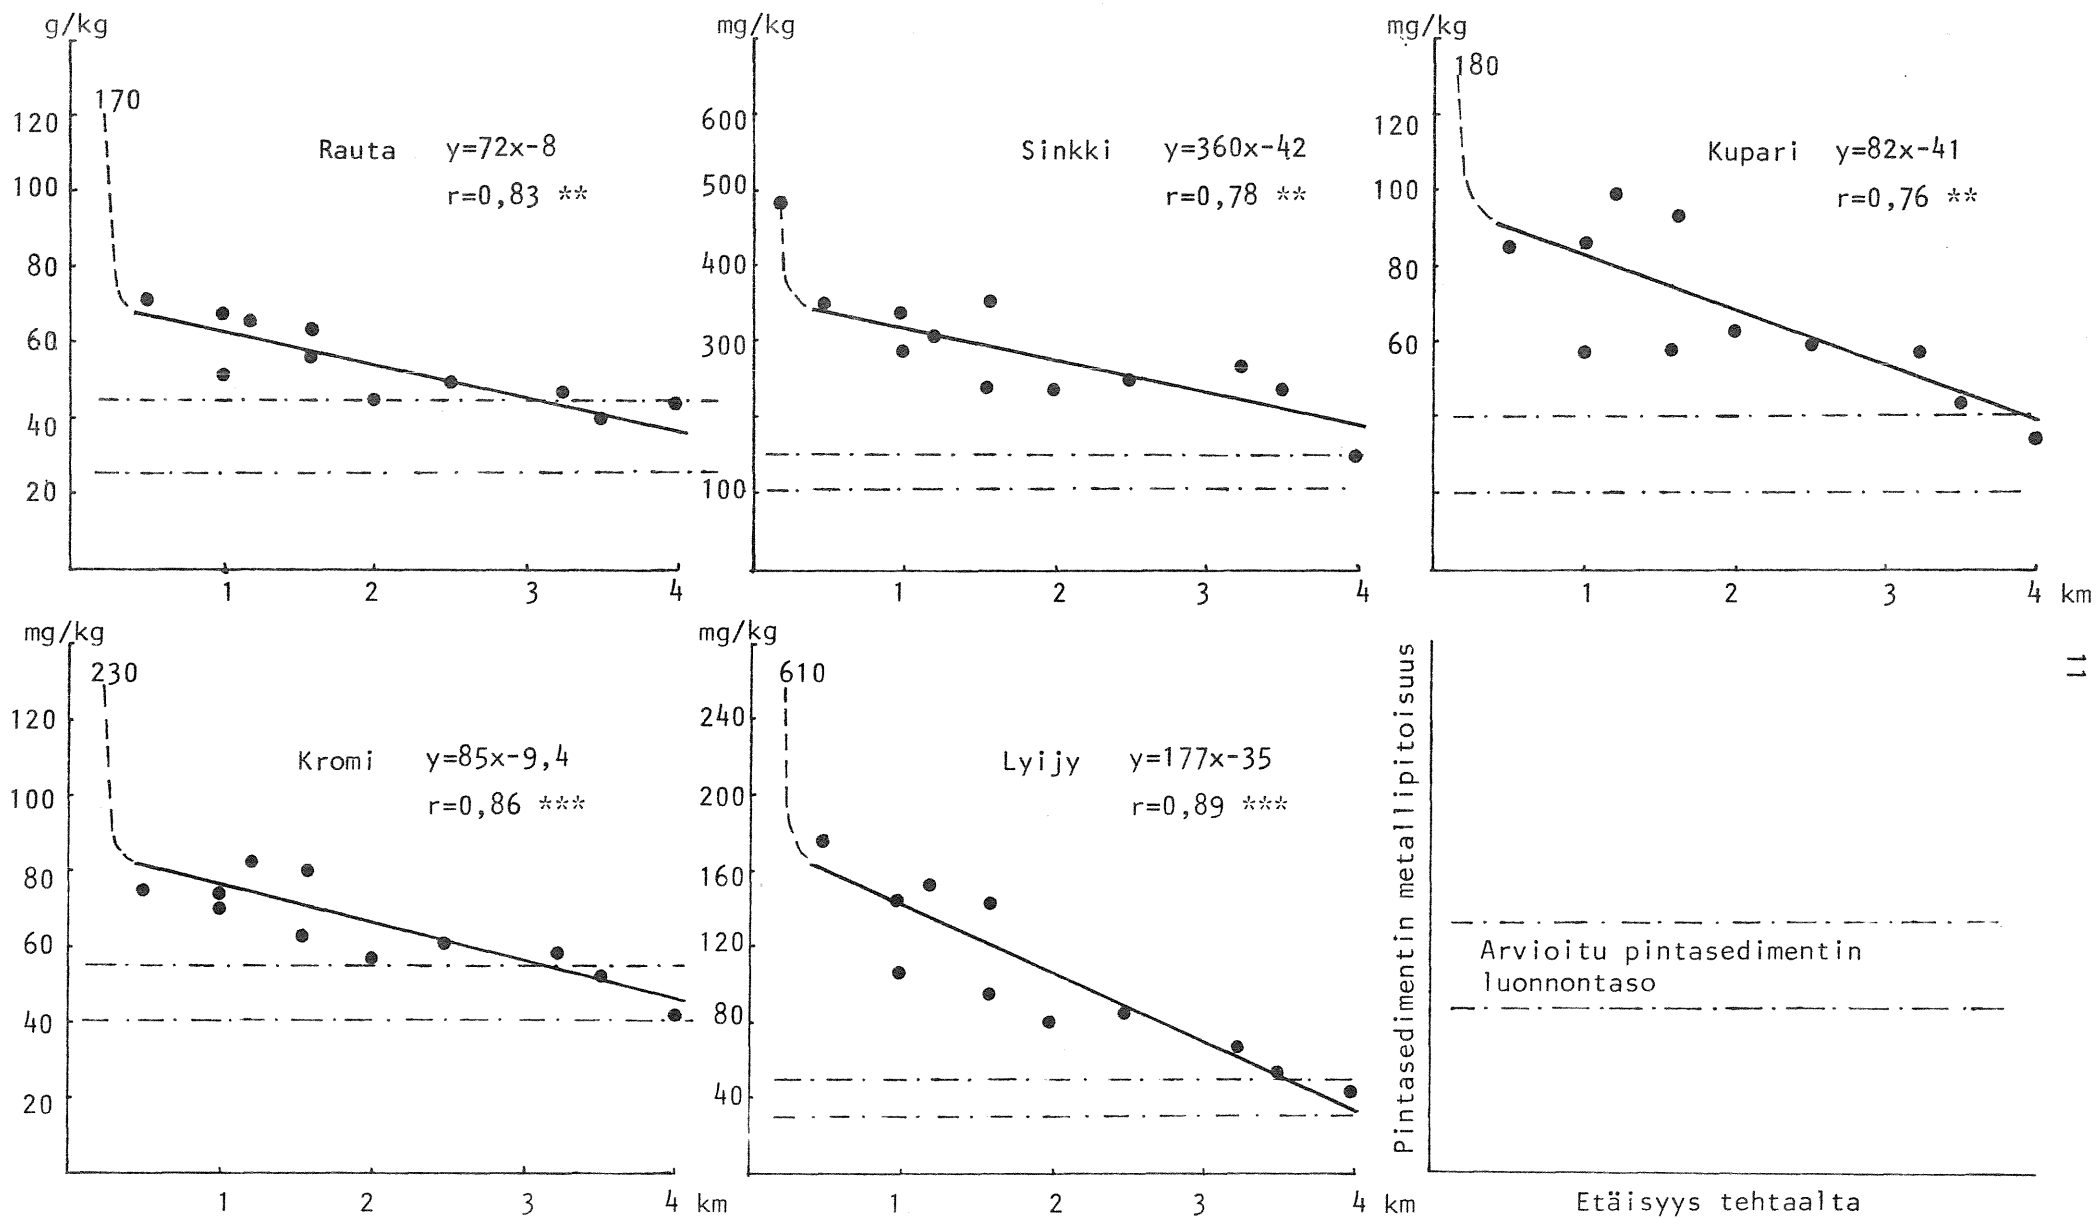 g/kg
170
120
100
80
60
40
20
Rauta y=72x-8
r=0,83 **
1 2 3 4
mg/kg
600
500
400
300
100
Sinkki y=360x-42
r=0,78 **
1 2 3 4
mg/kg
180
120
100
80
60
Kupari y=82x-41
r=0,76 **
1 2 3 4 km
mg/kg
230
120
100
80
60
40
20
Kromi y=85x-9,4
r=0,86 ***
1 2 3 4 km
mg/kg
610
240
200
160
120
80
40
Lyijy y=177x-35
r=0,89 ***
1 2 3 4 km
Pintasedimentin metallipitoisuus
Arvioitu pintasedimentin
luonnontaso
Etäisyys tehtaalta
11